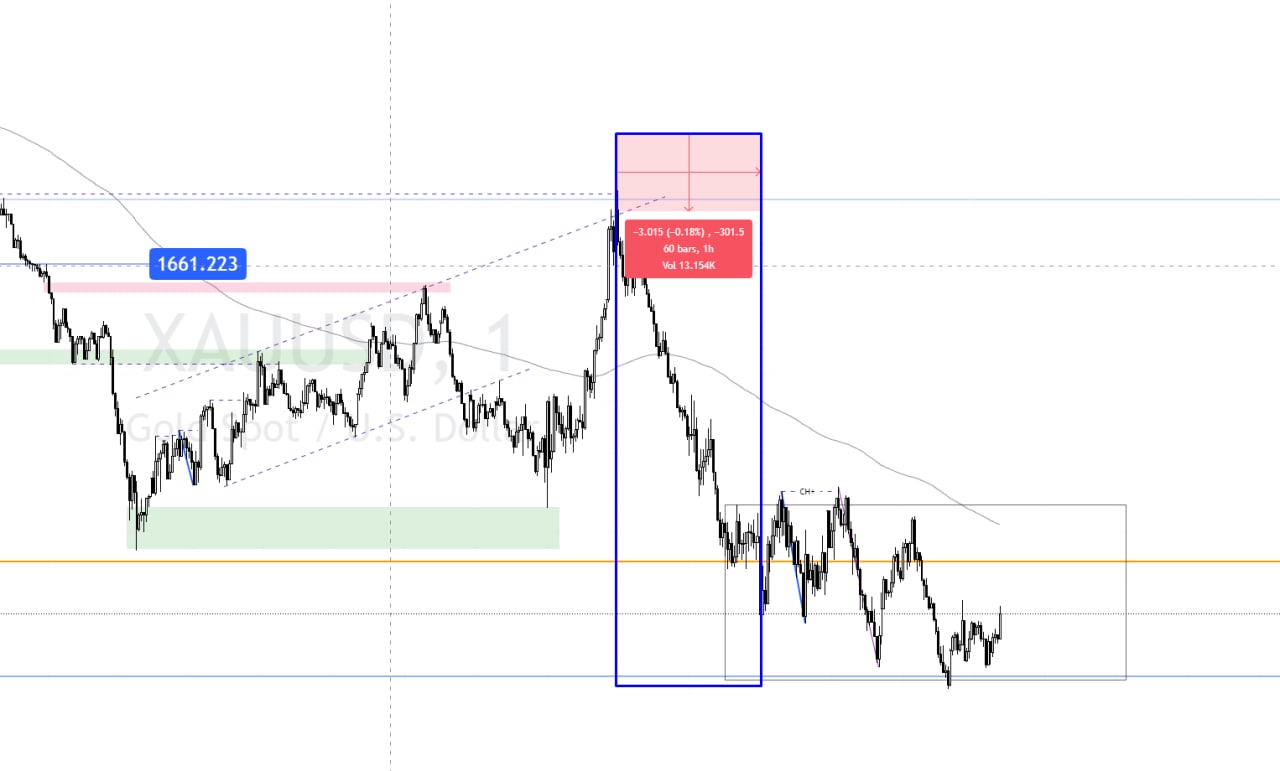 1661.223
XAUUSD, 1
Gold Spot / U.S. Dollar
−3.015 (−0.18%) , −301.5
60 bars, 1h
Vol 13.154K
CH+